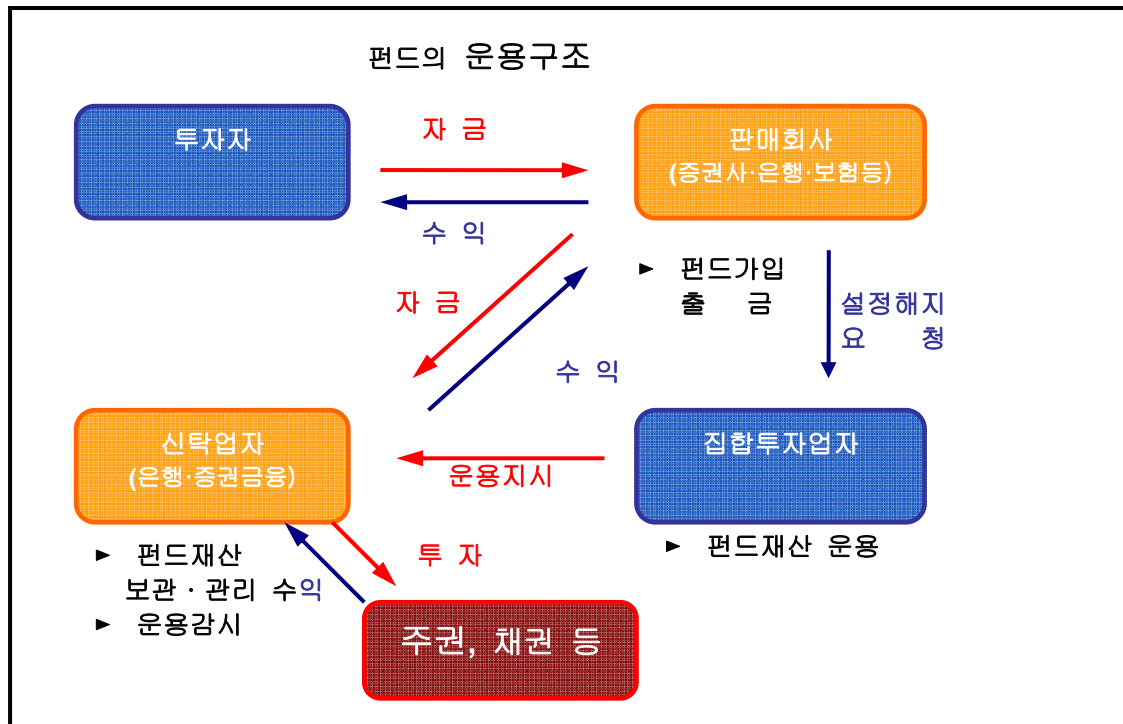 펀드의 운용구조
투자자
자 금
판매회사
(증권사·은행·보험등)
수 익
► 펀드가입
출 금
설정해지
요 청
자 금
수 익
신탁업자
(은행·증권금융)
집합투자업자
운용지시
► 펀드재산
보관 · 관리 수익
► 운용감시
투 자
► 펀드재산 운용
주권, 채권 등